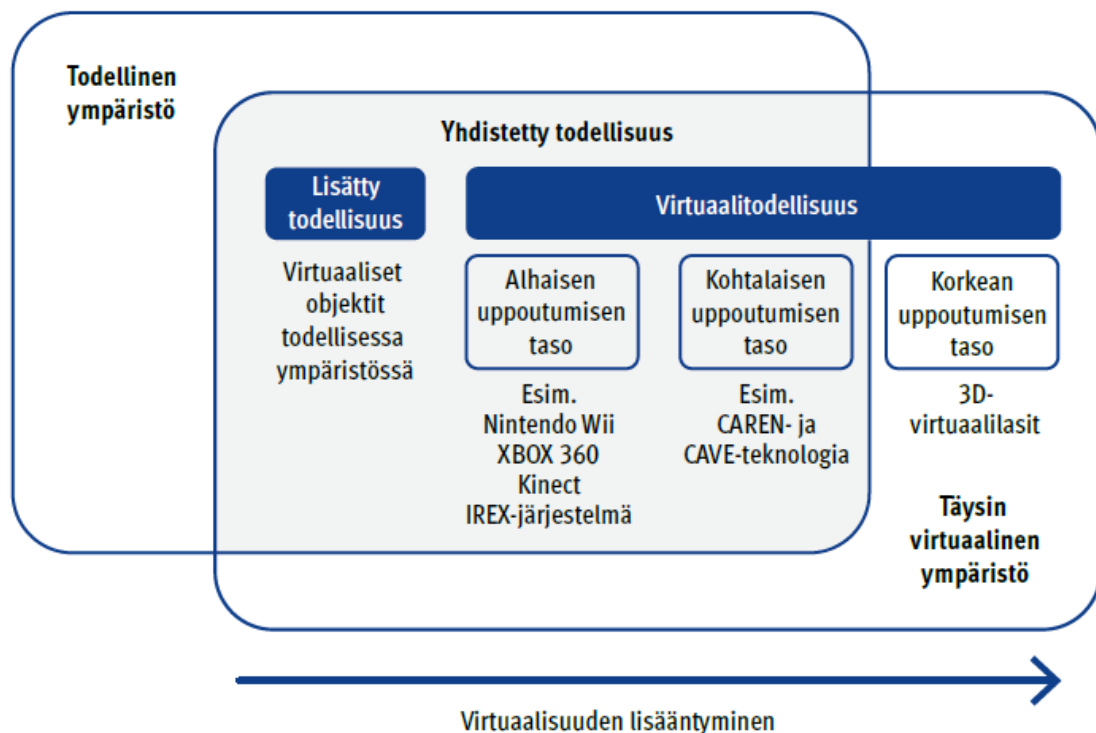 Todellinen
ympäristö
Yhdistetty todellisuus
Lisätty
todellisuus
Virtuaalitodellisuus
Virtuaaliset
objektit
todellisessa
ympäristössä
Alhaisen
uppoutumisen
taso
Esim.
Nintendo Wii
XBOX 360
Kinect
IREX-järjestelmä
Kohtalaisen
uppoutumisen
taso
Esim.
CAREN- ja
CAVE-teknologia
Korkean
uppoutumisen
taso
3D-
virtuaalilasit
Täysin
virtuaalinen
ympäristö
Virtuaalisuuden lisääntyminen